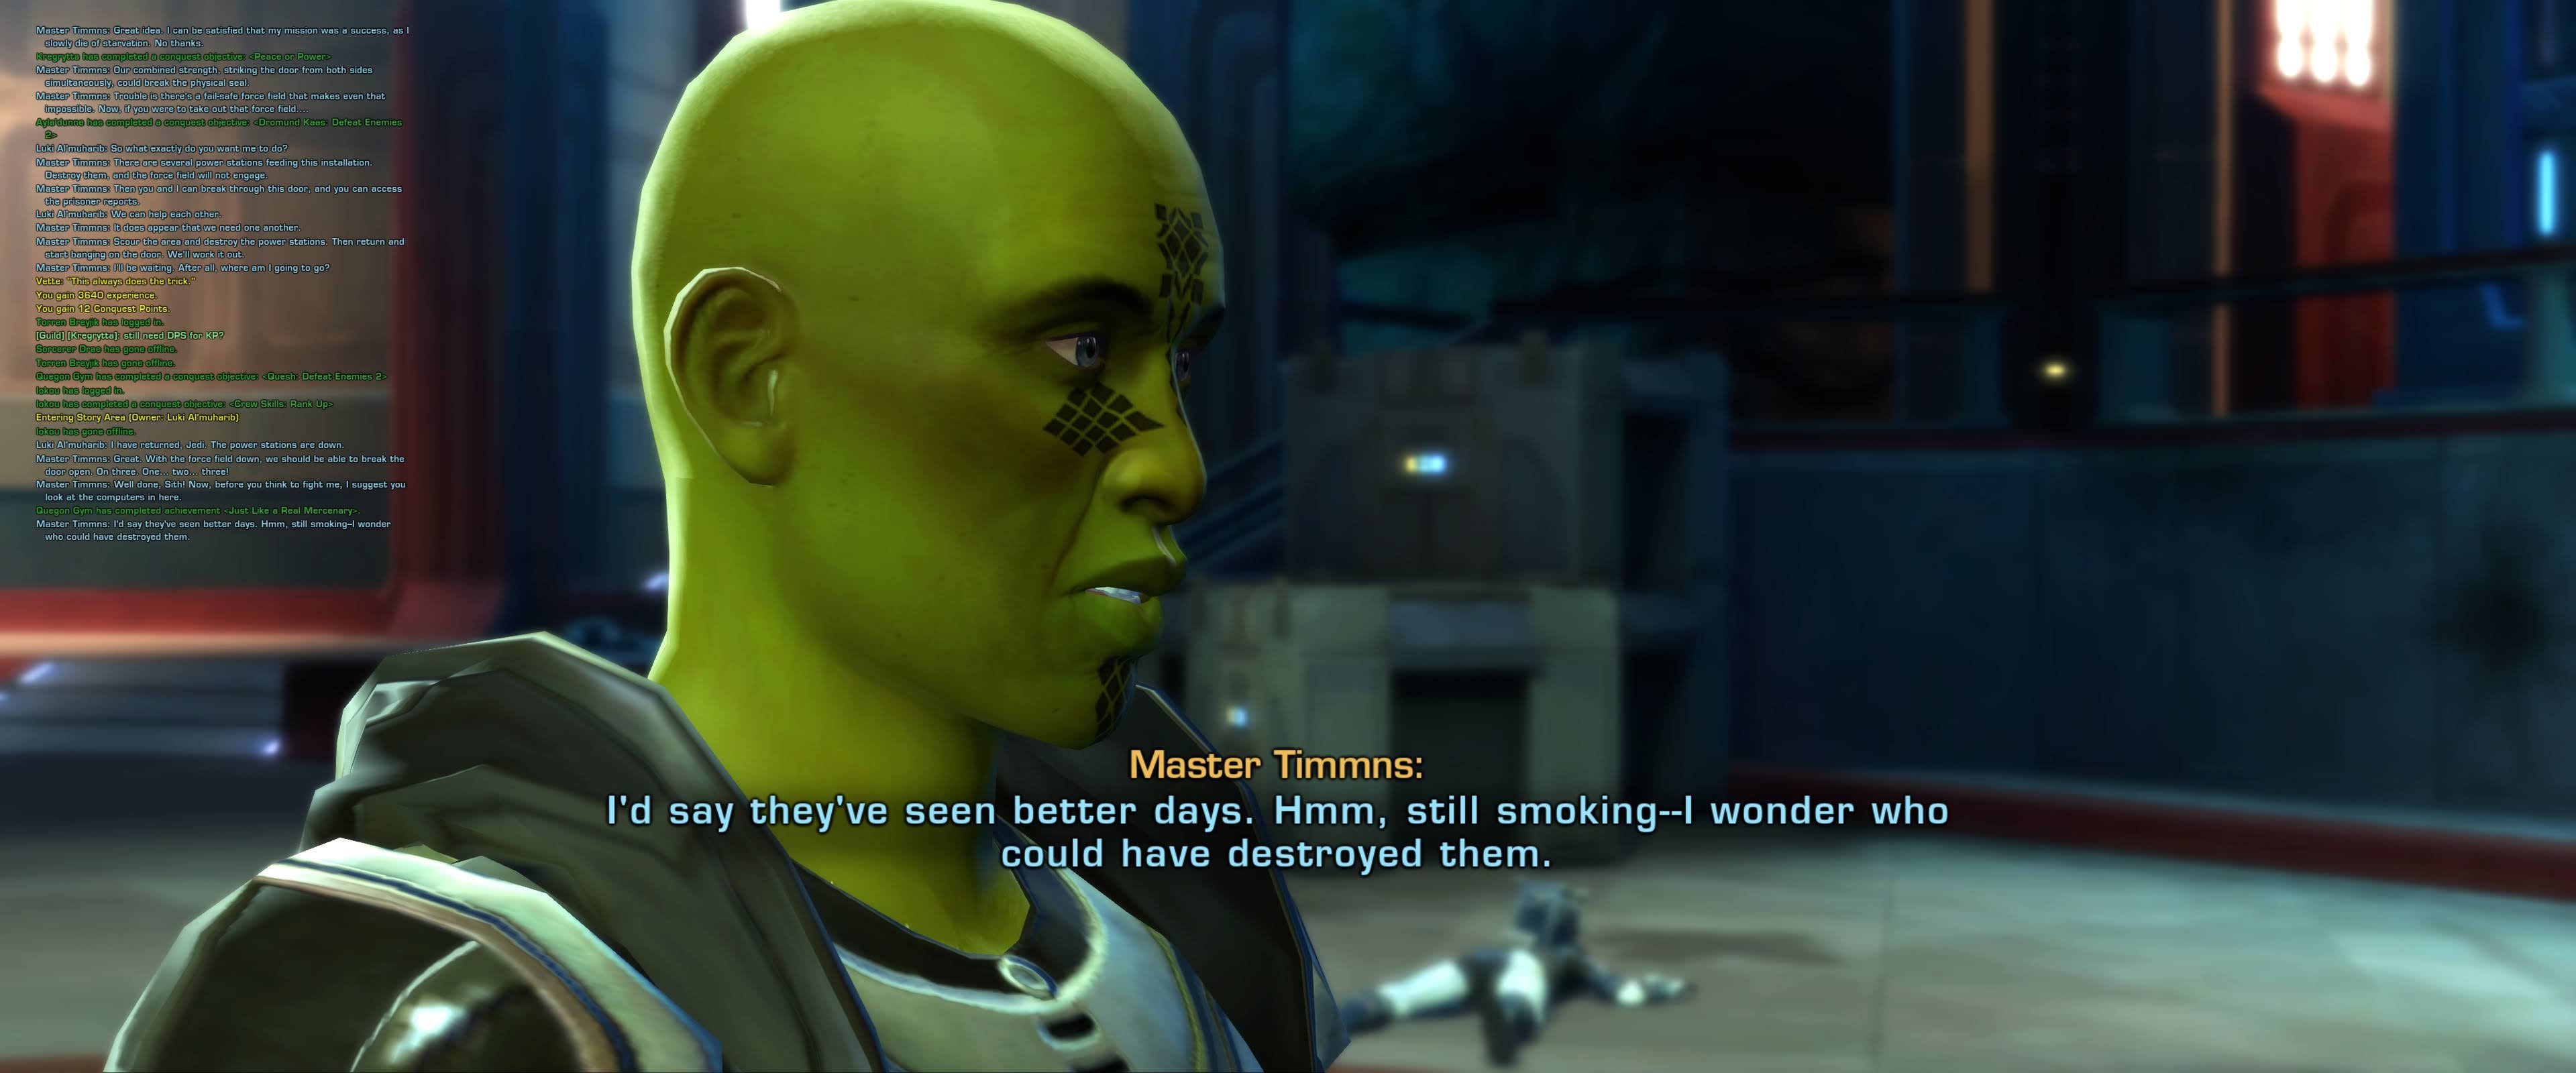 Master Timmns: Great idea. I can be satisfied that my mission was a success, as I
slowly die of starvation. No thanks.
Kregrytta has completed a conquest objective: <Peace or Power>
Master Timmns: Our combined strength, striking the door from both sides
simultaneously, could break the physical seal.
Master Timmns: Trouble is there's a fail-safe force field that makes even that
impossible. Now, if you were to take out that force field....
Ayla'dunne has completed a conquest objective: <Dromund Kaas: Defeat Enemies
2>
Luki Al'muharib: So what exactly do you want me to do?
Master Timmns: There are several power stations feeding this installation.
Destroy them, and the force field will not engage.
Master Timmns: Then you and I can break through this door, and you can access
the prisoner reports.
Luki Al'muharib: We can help each other.
Master Timmns: It does appear that we need one another.
Master Timmns: Scour the area and destroy the power stations. Then return and
start banging on the door. We'll work it out.
Master Timmns: I'll be waiting. After all, where am I going to go?
Vette: "This always does the trick."
You gain 3640 experience.
You gain 12 Conquest Points.
Torren Breyjik has logged in.
[Guild] [Kregrytta]: still need DPS for KP?
Sorcerer Drae has gone offline.
Torren Breyjik has gone offline.
Quegon Gym has completed a conquest objective: <Quesh: Defeat Enemies 2>
Iokou has logged in.
Iokou has completed a conquest objective: <Crew Skills: Rank Up>
Entering Story Area [Owner: Luki Al'muharib]
Iokou has gone offline.
Luki Al'muharib: I have returned, Jedi. The power stations are down.
Master Timmns: Great. With the force field down, we should be able to break the
door open. On three. One... two... three!
Master Timmns: Well done, Sith! Now, before you think to fight me, I suggest you
look at the computers in here.
Quegon Gym has completed achievement <Just Like a Real Mercenary>.
Master Timmns: I'd say they've seen better days. Hmm, still smoking--I wonder
who could have destroyed them.
Master Timmns:
I'd say they've seen better days. Hmm, still smoking--I wonder who
could have destroyed them.